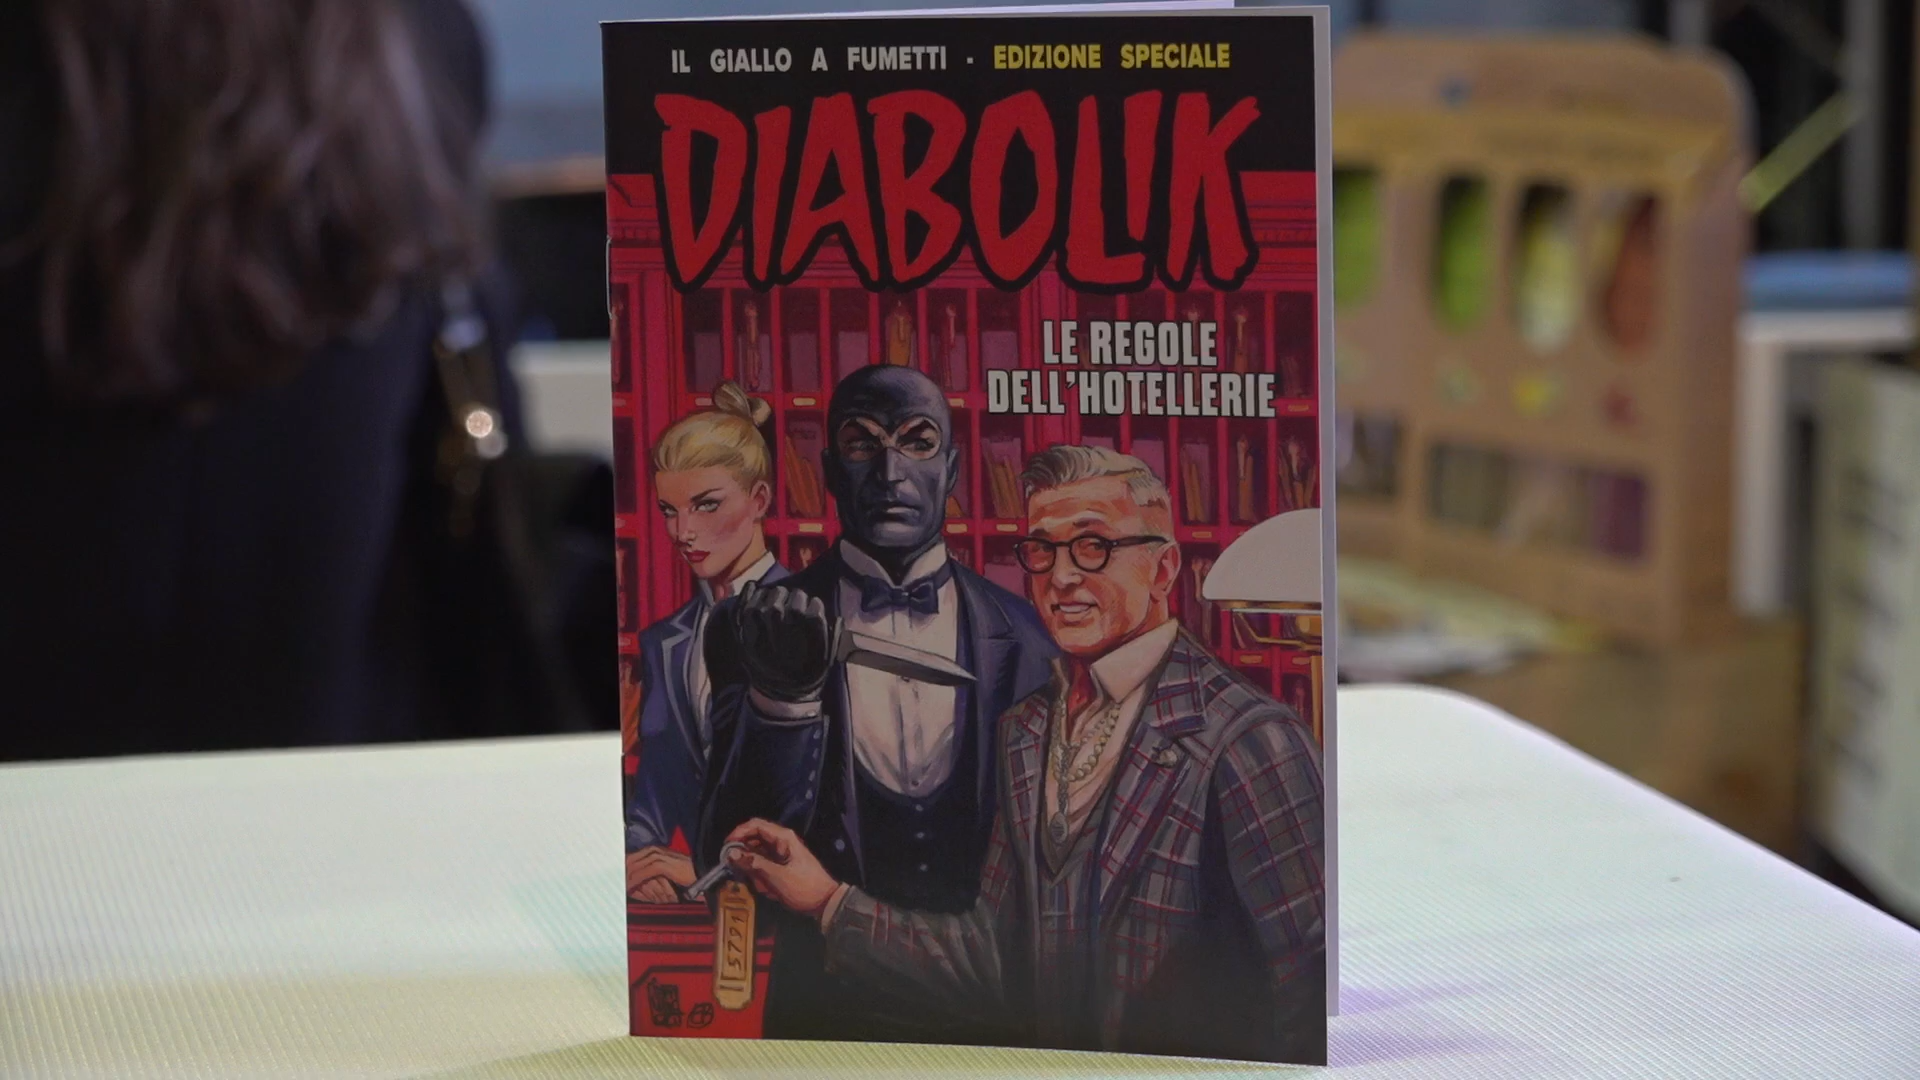 IL GIALLO A FUMETTI · EDIZIONE SPECIALE
DIABOLIK
LE REGOLE
DELL'HOTELLERIE